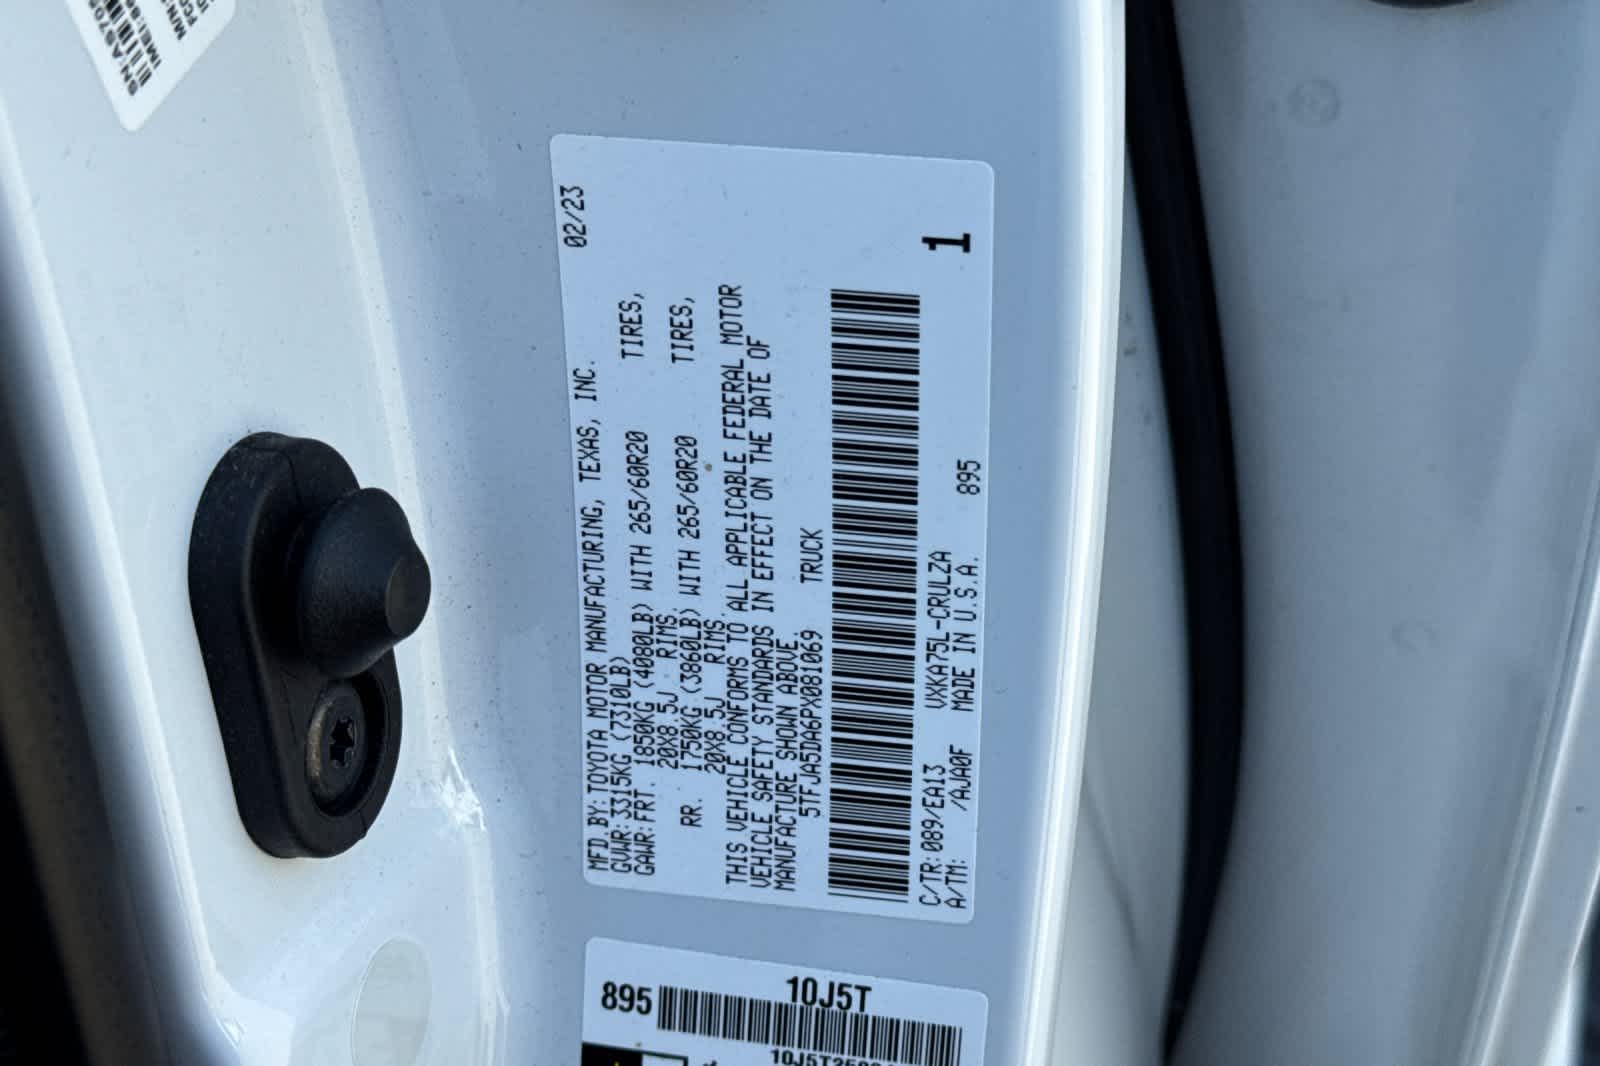 MFD.BY:TOYOTA MOTOR MANUFACTURING, TEXAS, INC. 02/23
GVWR:3315KG (7310LB)
GAWR:FRT. 1850KG (4080LB) WITH 265/60R20 TIRES,
20X8.5J RIMS.
RR. 1750KG (3860LB) WITH 265/60R20 TIRES,
20X8.5J RIMS.
THIS VEHICLE CONFORMS TO ALL APPLICABLE FEDERAL MOTOR
VEHICLE SAFETY STANDARDS IN EFFECT ON THE DATE OF
MANUFACTURE SHOWN ABOVE.
5TFJA5DA6PX081069 TRUCK
1
C/TR:089/EA13 VXKA75L-CRULZA
A/TM: /AJA0F MADE IN U.S.A. 895
895 10J5T